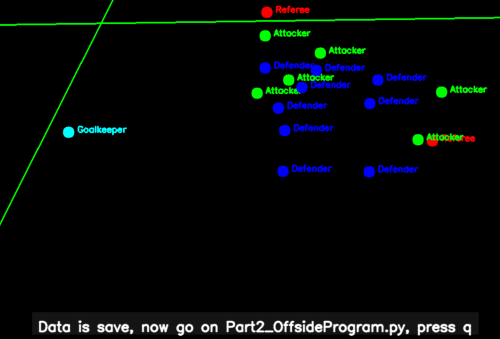 Referee
Attacker
Attacker
Defender
Defender
Attacker
Defender
Defender
Attacker
Attacker
Defender
Defender
Goalkeeper
Defender
Attacker
Defender
Defender
Data is save, now go on Part2_OffsideProgram.py, press q